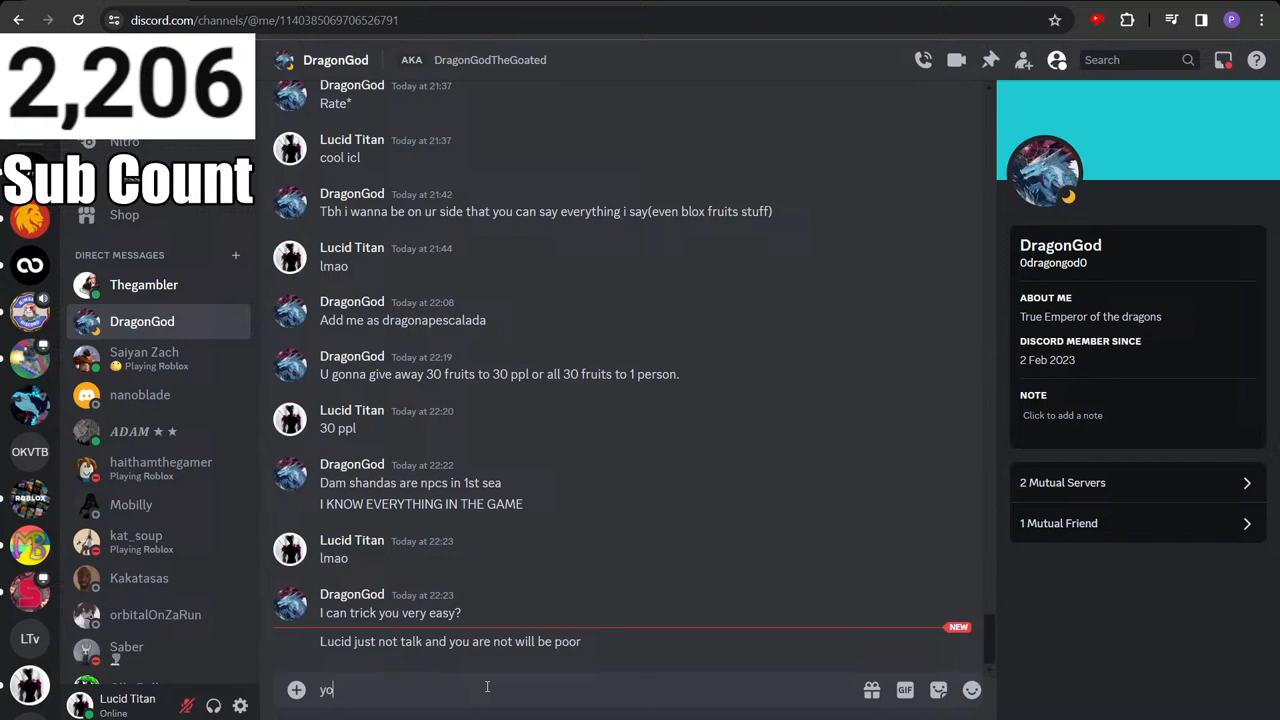 discord.com/channels/@me/1140385069706526791
P
2,206
Sub Count
Nitro
Shop
DIRECT MESSAGES
Thegambler
DragonGod
Saiyan Zach
Playing Roblox
nanoblade
ADAM ★ ★
haithamthegamer
Playing Roblox
Mobilly
kat_soup
Playing Roblox
Kakatasas
orbitalOnZaRun
Saber
OKVTB
ROBLOX
LTv
Lucid Titan
Online
DragonGod AKA DragonGodTheGoated
Search
DragonGod Today at 21:37
Rate*
Lucid Titan Today at 21:37
cool icl
DragonGod Today at 21:42
Tbh i wanna be on ur side that you can say everything i say(even blox fruits stuff)
Lucid Titan Today at 21:44
lmao
DragonGod Today at 22:08
Add me as dragonapescalada
DragonGod Today at 22:19
U gonna give away 30 fruits to 30 ppl or all 30 fruits to 1 person.
Lucid Titan Today at 22:20
30 ppl
DragonGod Today at 22:22
Dam shandas are npcs in 1st sea
I KNOW EVERYTHING IN THE GAME
Lucid Titan Today at 22:23
lmao
DragonGod Today at 22:23
I can trick you very easy?
NEW
Lucid just not talk and you are not will be poor
yo
GIF
DragonGod
0dragongod0
ABOUT ME
True Emperor of the dragons
DISCORD MEMBER SINCE
2 Feb 2023
NOTE
Click to add a note
2 Mutual Servers
1 Mutual Friend